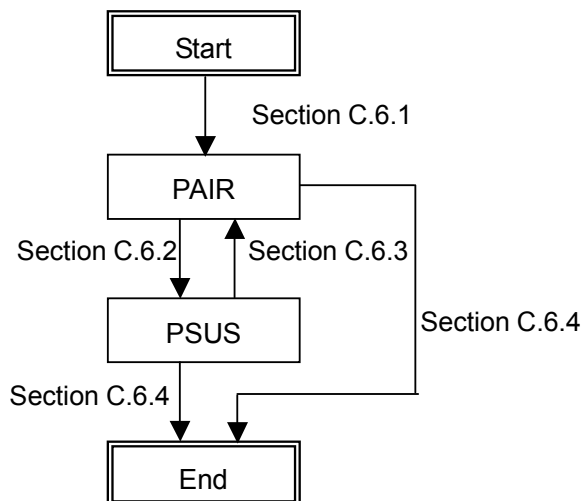 Start
Section C.6.1
PAIR
Section C.6.2
Section C.6.3
PSUS
Section C.6.4
Section C.6.4
End